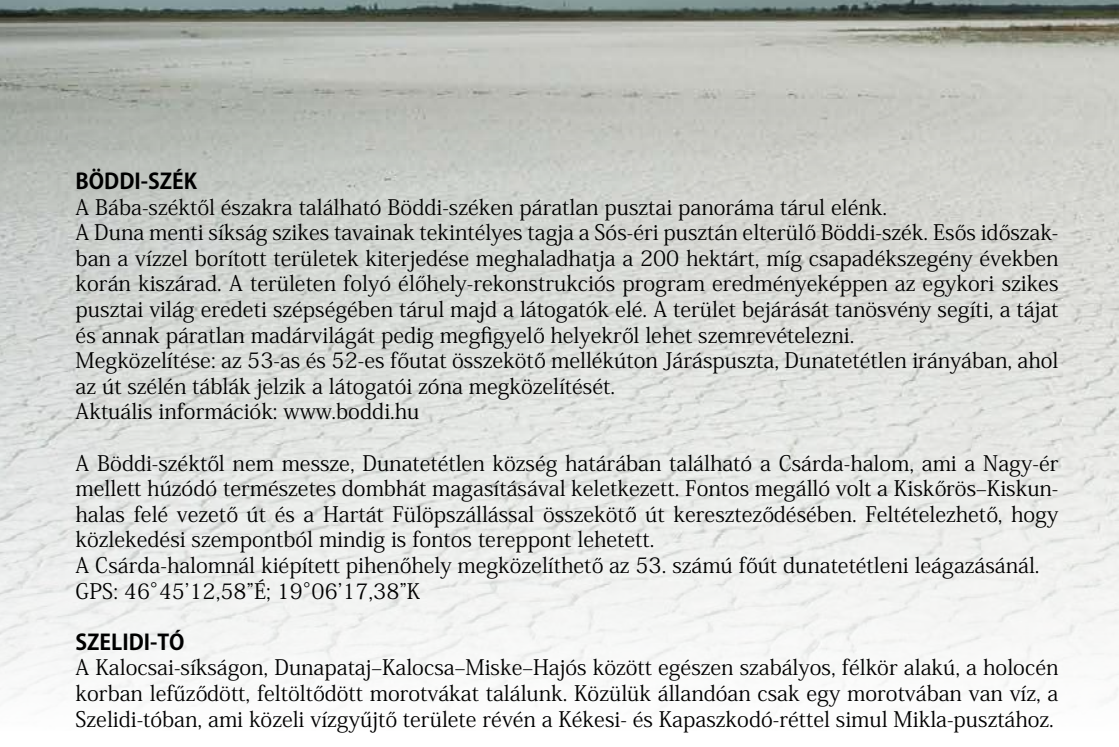 BÖDDI-SZÉK
A Bába-széktől északra található Böddi-széken páratlan pusztai panoráma tárul elénk.
A Duna menti síkság szikes tavainak tekintélyes tagja a Sós-éri pusztán elterülő Böddi-szék. Esős időszak-
ban a vízzel borított területek kiterjedése meghaladhatja a 200 hektárt, míg csapadékszegény években
korán kiszárad. A területen folyó élőhely-rekonstrukciós program eredményeképpen az egykori szikes
pusztai világ eredeti szépségében tárul majd a látogatók elé. A terület bejárását tanösvény segíti, a tájat
és annak páratlan madárvilágát pedig megfigyelő helyekről lehet szemrevételezni.
Megközelítése: az 53-as és 52-es főutat összekötő mellékúton Járáspuszta, Dunatetétlen irányában, ahol
az út szélén táblák jelzik a látogatói zóna megközelítését.
Aktuális információk: www.boddi.hu
A Böddi-széktől nem messze, Dunatetétlen község határában található a Csárda-halom, ami a Nagy-ér
mellett húzódó természetes dombhát magasításával keletkezett. Fontos megálló volt a Kiskőrös–Kiskun-
halas felé vezető út és a Hartát Fülöpszállással összekötő út kereszteződésében. Feltételezhető, hogy
közlekedési szempontból mindig is fontos tereppont lehetett.
A Csárda-halomnál kiépített pihenőhely megközelíthető az 53. számú főút dunatetétleni leágazásánál.
GPS: 46°45’12,58”É; 19°06’17,38”K
SZELIDI-TÓ
A Kalocsai-síkságon, Dunapataj–Kalocsa–Miske–Hajós között egészen szabályos, félkör alakú, a holocén
korban lefűződött, feltöltődött morotvákat találunk. Közülük állandóan csak egy morotvában van víz, a
Szelidi-tóban, ami közeli vízgyűjtő területe révén a Kékesi- és Kapaszkodó-réttel simul Mikla-pusztához.